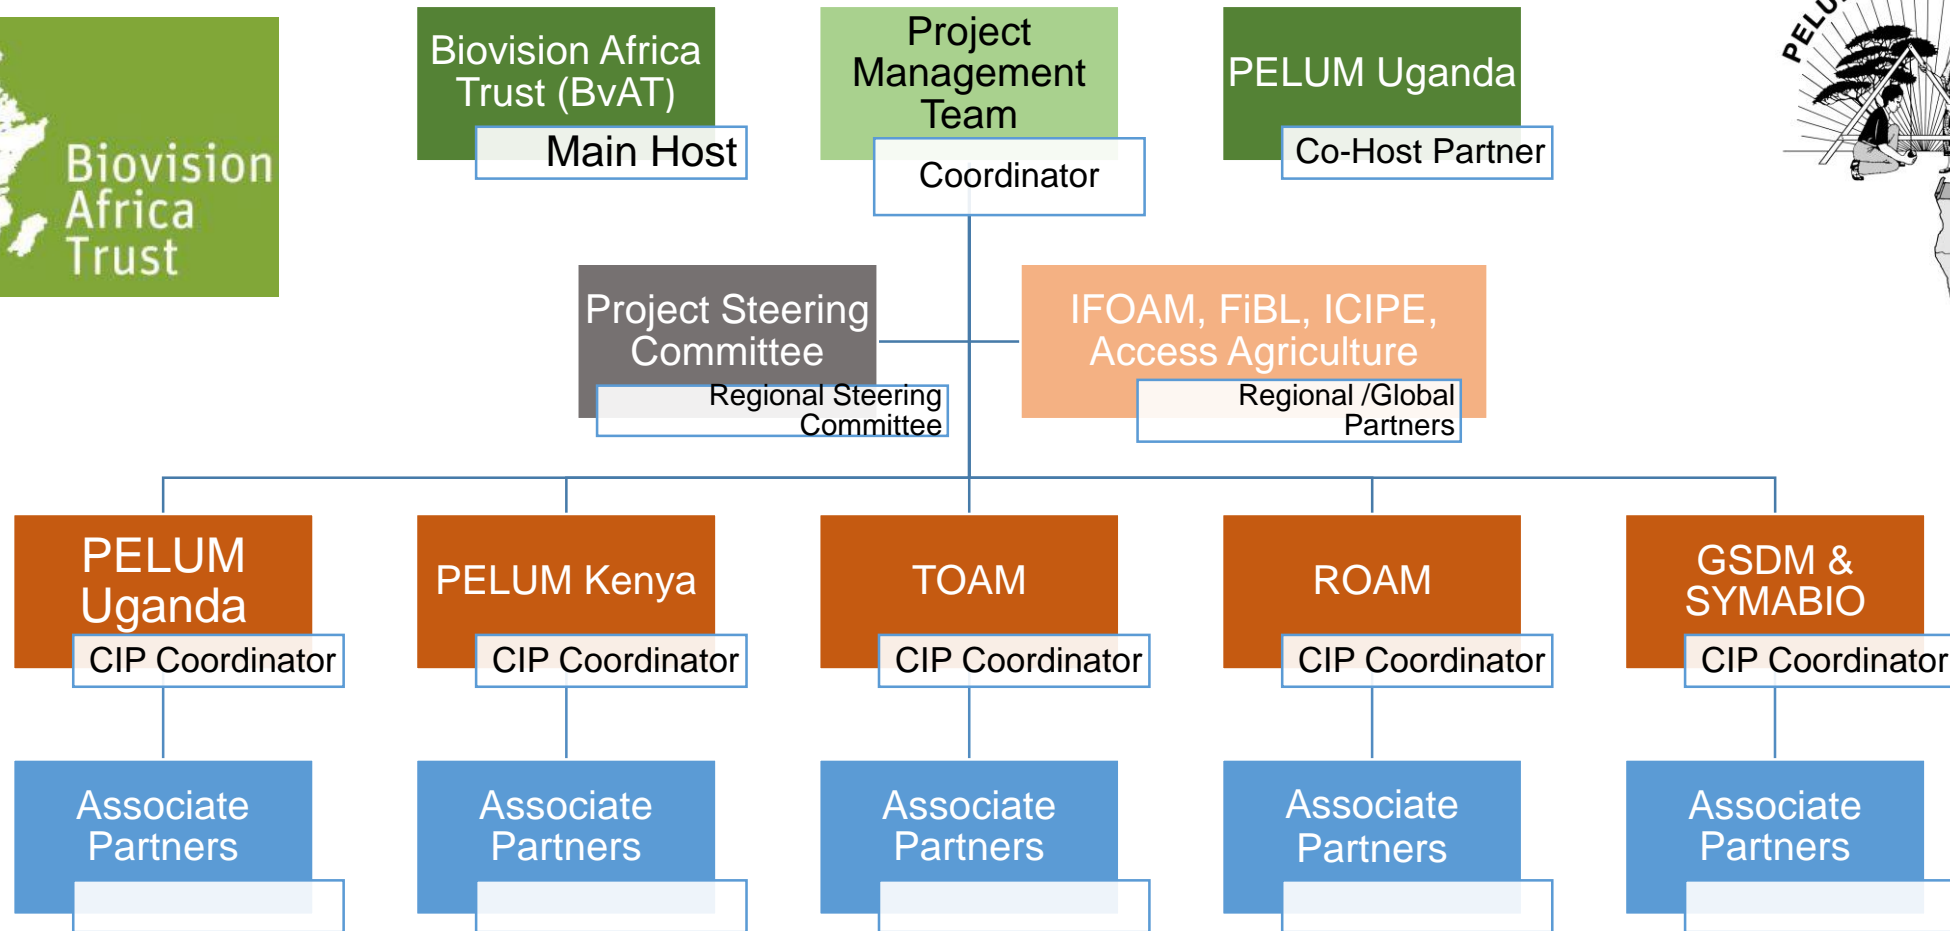 Biovision
Africa
Trust
Biovision Africa
Trust (BvAT)
Main Host
Project
Management
Team
Coordinator
PELUM Uganda
Co-Host Partner
Project Steering
Committee
Regional Steering
Committee
IFOAM, FiBL, ICIPE,
Access Agriculture
Regional /Global
Partners
PELUM
Uganda
CIP Coordinator
PELUM Kenya
CIP Coordinator
TOAM
CIP Coordinator
ROAM
CIP Coordinator
GSDM &
SYMABIO
CIP Coordinator
Associate
Partners
Associate
Partners
Associate
Partners
Associate
Partners
Associate
Partners